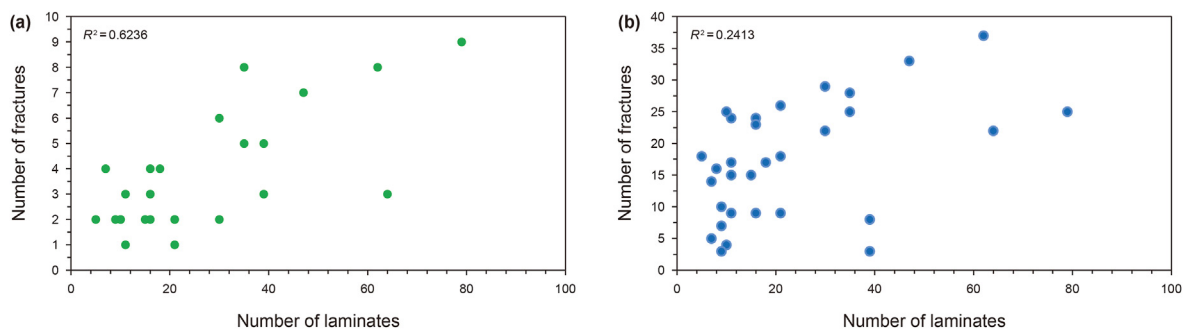 (a)
R² = 0.6236
10
9
8
7
6
5
4
3
2
1
0
Number of fractures
0 20 40 60 80 100
Number of laminates
(b)
R² = 0.2413
40
35
30
25
20
15
10
5
0
Number of fractures
0 20 40 60 80 100
Number of laminates